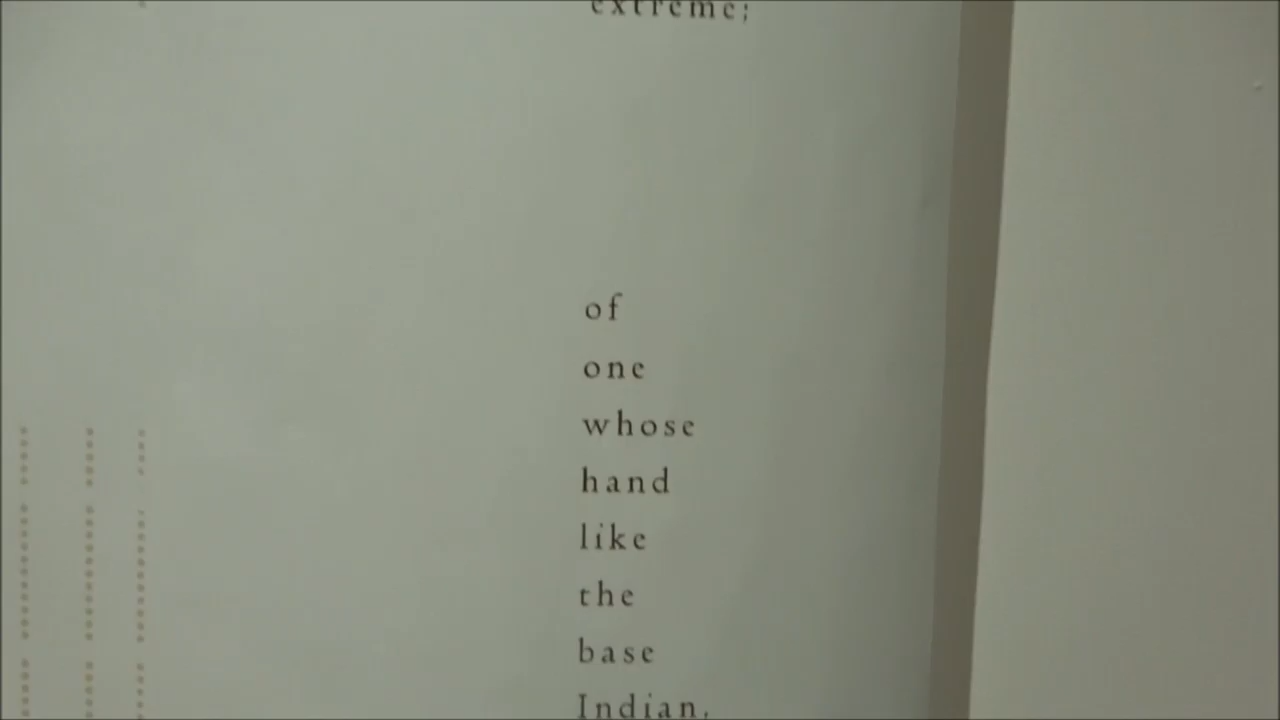 extreme;
of
one
whose
hand
like
the
base
Indian,